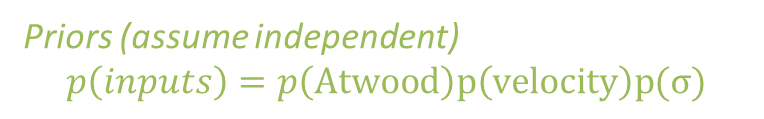 Priors (assume independent)
p(inputs) = p(Atwood)p(velocity)p(σ)